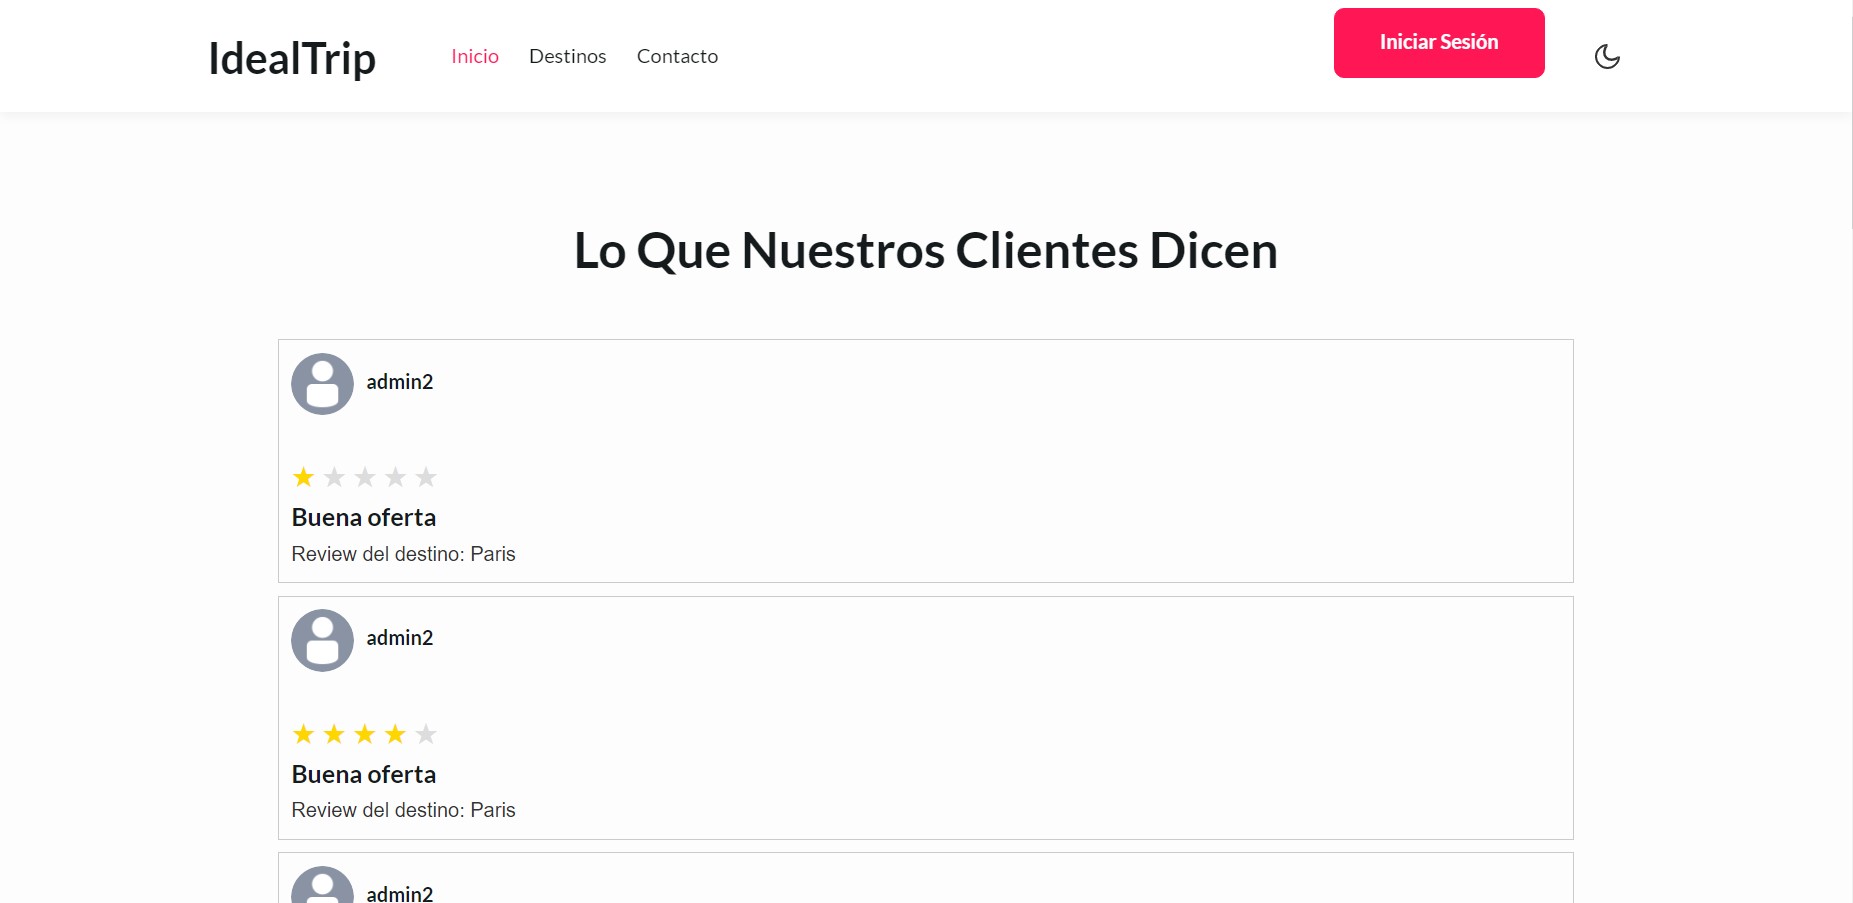 IdealTrip
Inicio Destinos Contacto
Iniciar Sesión
Lo Que Nuestros Clientes Dicen
admin2
Buena oferta
Review del destino: Paris
admin2
Buena oferta
Review del destino: Paris
admin2